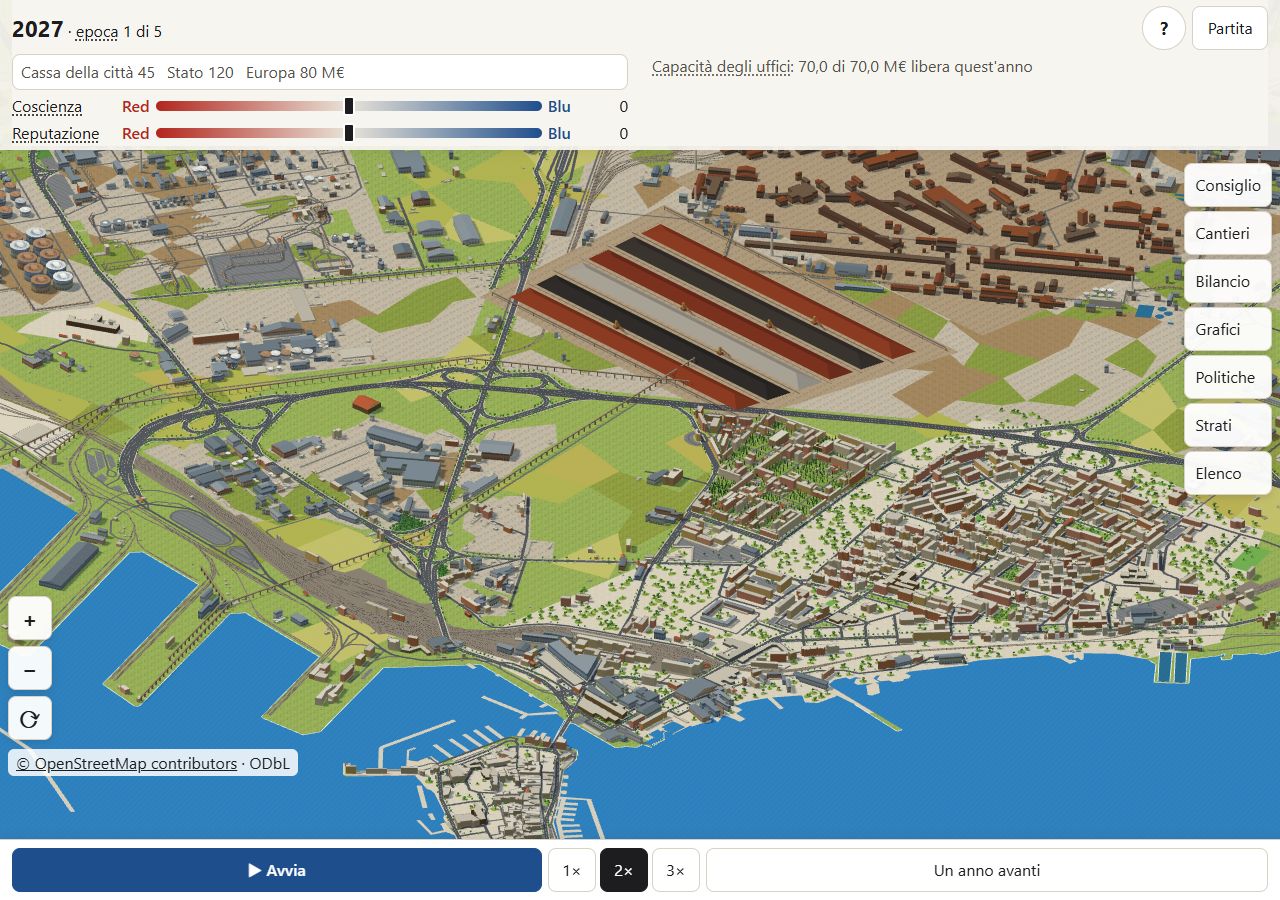 2027 · epoca 1 di 5
? Partita
Cassa della città 45 Stato 120 Europa 80 M€
Capacità degli uffici: 70,0 di 70,0 M€ libera quest'anno
Coscienza Red Blu 0
Reputazione Red Blu 0
Consiglio
Cantieri
Bilancio
Grafici
Politiche
Strati
Elenco
+
−
⟳
© OpenStreetMap contributors · ODbL
▶ Avvia 1× 2× 3× Un anno avanti